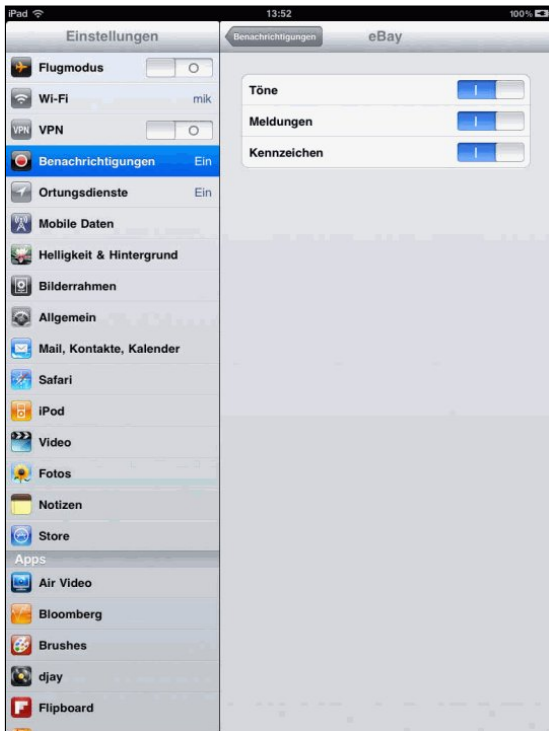 iPad 13:52 100%
Einstellungen
Flugmodus O
Wi-Fi mik
VPN VPN O
Benachrichtigungen Ein
Ortungsdienste Ein
Mobile Daten
Helligkeit & Hintergrund
Bilderrahmen
Allgemein
Mail, Kontakte, Kalender
Safari
iPod
Video
Fotos
Notizen
Store
Apps
Air Video
Bloomberg
Brushes
djay
Flipboard
Benachrichtigungen eBay
Töne I
Meldungen I
Kennzeichen I